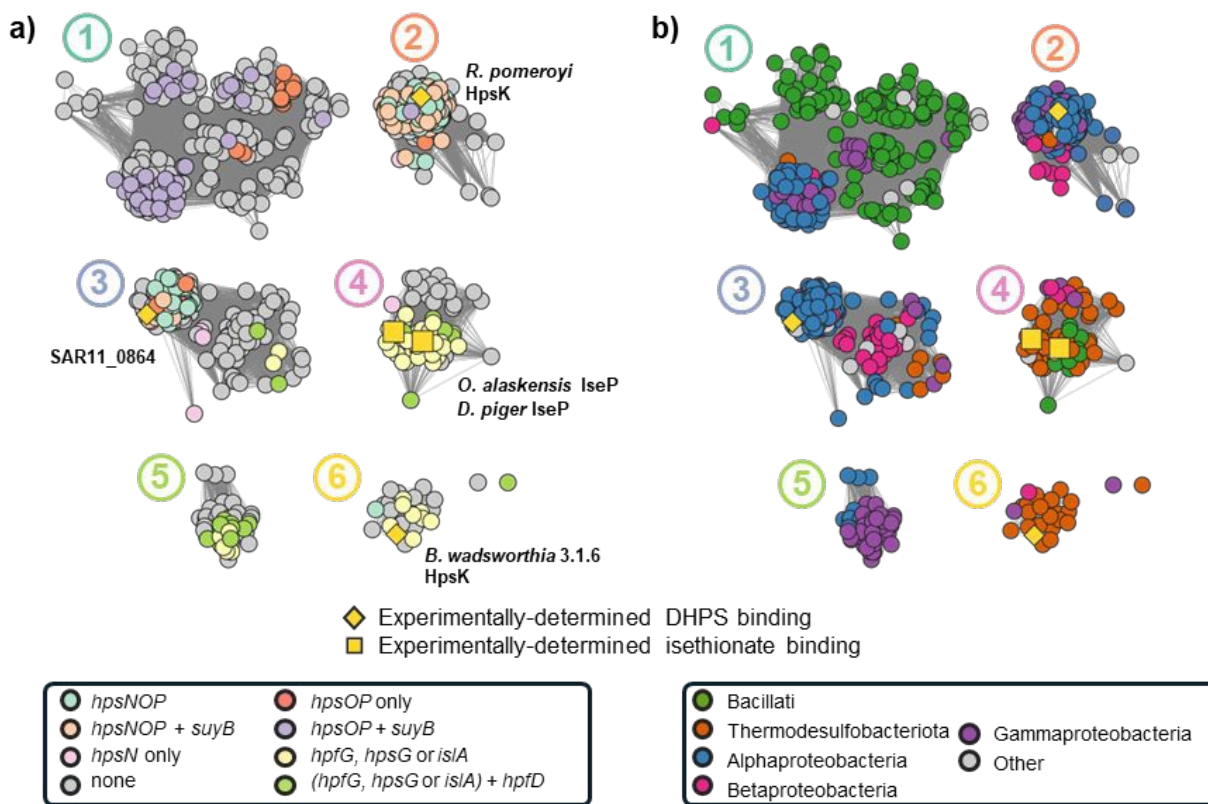 a)
1
2
R. pomeroyi
HpsK
3
SAR11_0864
4
O. alaskensis IseP
D. piger IseP
5
6
B. wadsworthia 3.1.6
HpsK
b)
1
2
3
4
5
6
Experimentally-determined DHPS binding
Experimentally-determined isethionate binding
hpsNOP
hpsNOP + suyB
hpsN only
none
hpsOP only
hpsOP + suyB
hpfG, hpsG or islA
(hpfG, hpsG or islA) + hpfD
Bacillati
Thermodesulfobacteriota
Alphaproteobacteria
Betaproteobacteria
Gammaproteobacteria
Other